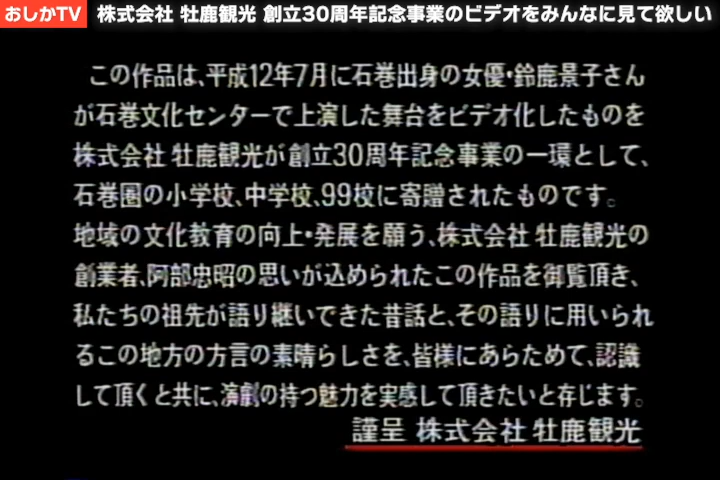 おしかTV 株式会社 牡鹿観光 創立30周年記念事業のビデオをみんなに見て欲しい
この作品は、平成12年7月に石巻出身の女優・鈴鹿景子さん
が石巻文化センターで上演した舞台をビデオ化したものを
株式会社 牡鹿観光が創立30周年記念事業の一環として、
石巻圏の小学校、中学校、99校に寄贈されたものです。
地域の文化教育の向上・発展を願う、株式会社 牡鹿観光の
創業者、阿部忠昭の思いが込められたこの作品を御覧頂き、
私たちの祖先が語り継いできた昔話と、その語りに用いられ
るこの地方の方言の素晴らしさを、皆様にあらためて、認識
して頂くと共に、演劇の持つ魅力を実感して頂きたいと存じます。
謹呈 株式会社 牡鹿観光